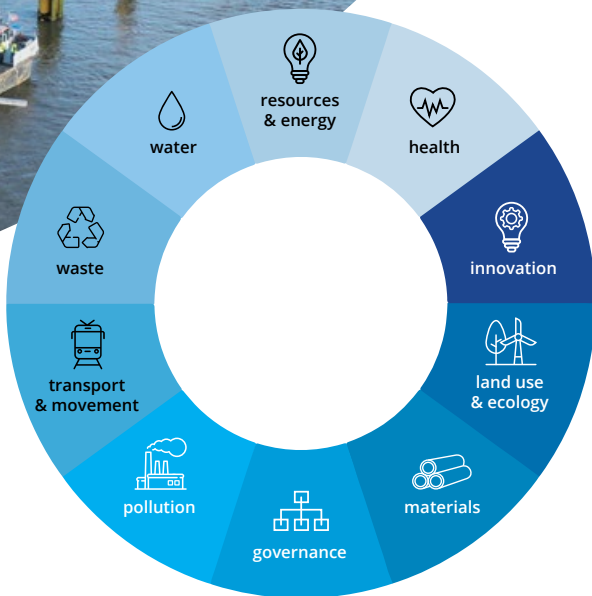 resources
& energy
health
innovation
land use
& ecology
materials
governance
pollution
transport
& movement
waste
water